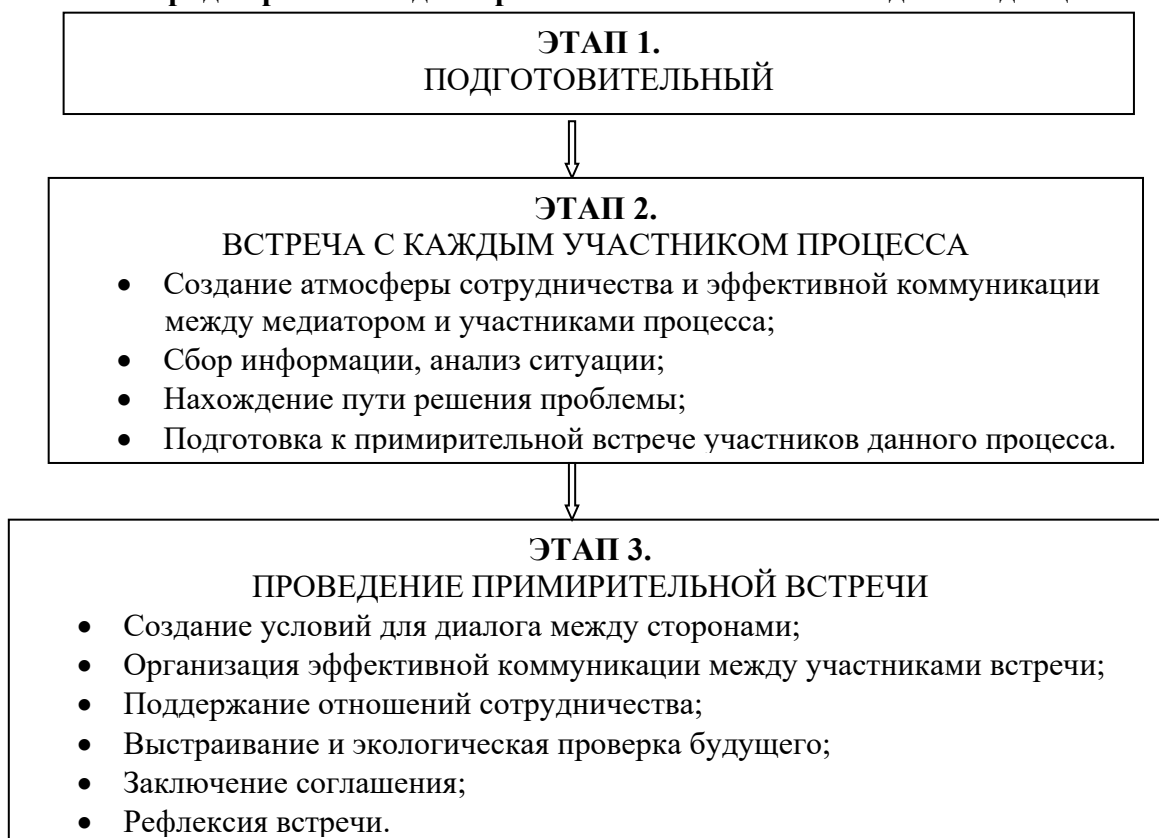 ЭТАП 1.
ПОДГОТОВИТЕЛЬНЫЙ
ЭТАП 2.
ВСТРЕЧА С КАЖДЫМ УЧАСТНИКОМ ПРОЦЕССА
• Создание атмосферы сотрудничества и эффективной коммуникации
между медиатором и участниками процесса;
• Сбор информации, анализ ситуации;
• Нахождение пути решения проблемы;
• Подготовка к примирительной встрече участников данного процесса.
ЭТАП 3.
ПРОВЕДЕНИЕ ПРИМИРИТЕЛЬНОЙ ВСТРЕЧИ
• Создание условий для диалога между сторонами;
• Организация эффективной коммуникации между участниками встречи;
• Поддержание отношений сотрудничества;
• Выстраивание и экологическая проверка будущего;
• Заключение соглашения;
• Рефлексия встречи.